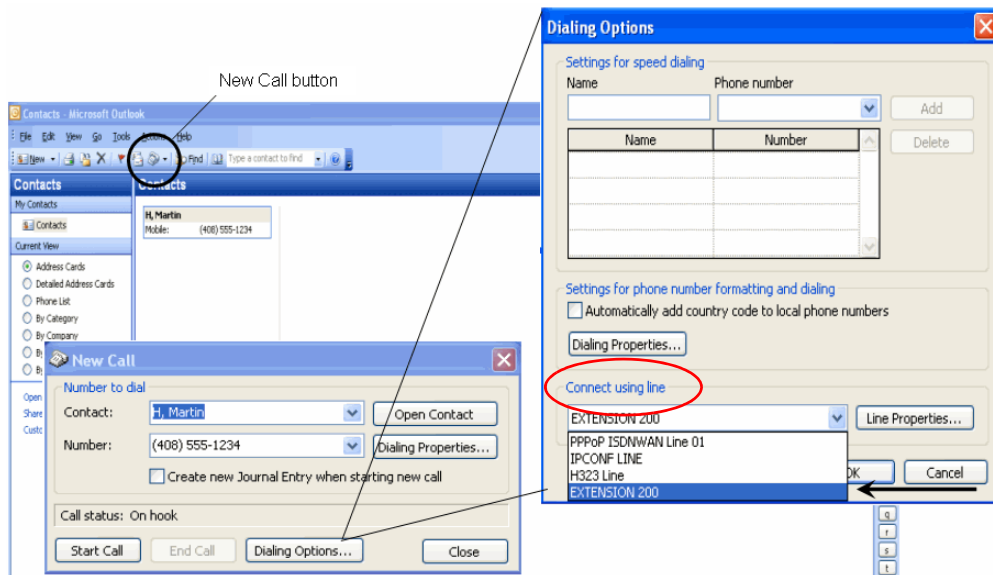 New Call button
Contacts - Microsoft Outlook
File Edit View Go Tools Actions Help
New Find Type a contact to find
Contacts
My Contacts
Contacts
Current View
Address Cards
Detailed Address Cards
Phone List
By Category
By Company
By
B
Open
Share
Custo
Contacts
H, Martin
Mobile: (408) 555-1234
New Call
Number to dial
Contact: H, Martin Open Contact
Number: (408) 555-1234 Dialing Properties...
Create new Journal Entry when starting new call
Call status: On hook
Start Call End Call Dialing Options... Close
Dialing Options
Settings for speed dialing
Name Phone number
Add
Name Number Delete
Settings for phone number formatting and dialing
Automatically add country code to local phone numbers
Dialing Properties...
Connect using line
EXTENSION 200 Line Properties...
PPPoP ISDNWAN Line 01
IPCONF LINE
H323 Line
EXTENSION 200
OK Cancel
q
r
s
t